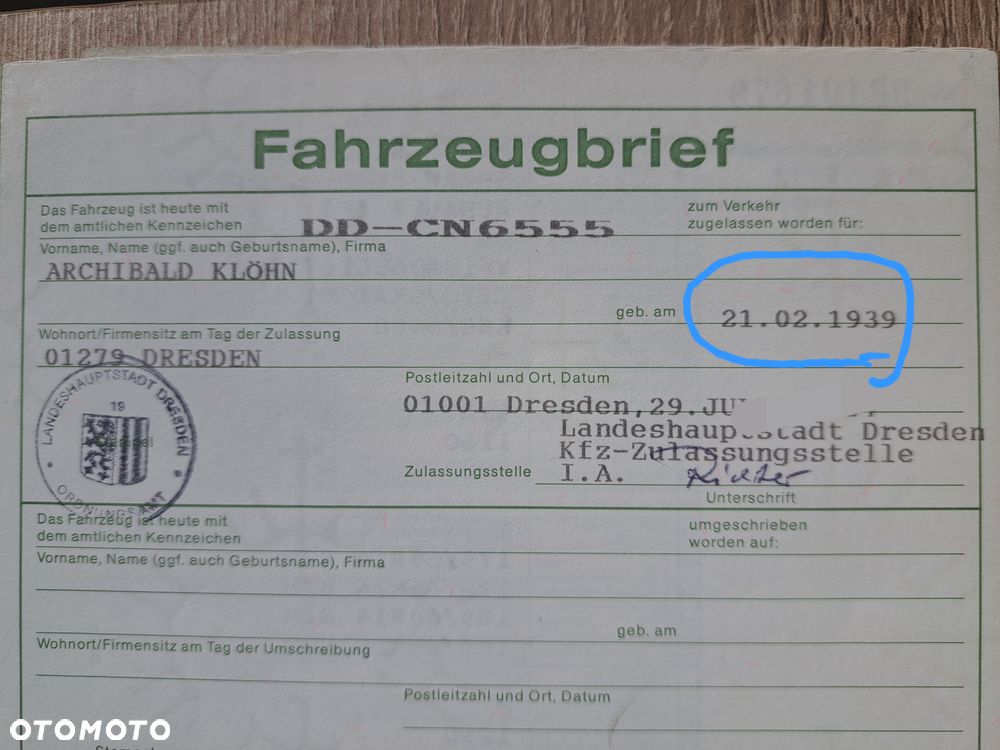 Fahrzeugbrief
Das Fahrzeug ist heute mit
dem amtlichen Kennzeichen DD-CN6555
zum Verkehr
zugelassen worden für:
Vorname, Name (ggf. auch Geburtsname), Firma
ARCHIBALD KLÖHN
geb. am 21.02.1939
Wohnort/Firmensitz am Tag der Zulassung
01279 DRESDEN
Postleitzahl und Ort, Datum
01001 Dresden,29.
Landeshauptstadt Dresden
Kfz-Zulassungsstelle
Zulassungsstelle I.A. Richter
Unterschrift
LANDESHAUPTSTADT DRESDEN
19
ORDNUNGSAMT
Das Fahrzeug ist heute mit
dem amtlichen Kennzeichen
umgeschrieben
worden auf:
Vorname, Name (ggf. auch Geburtsname), Firma
geb. am
Wohnort/Firmensitz am Tag der Umschreibung
Postleitzahl und Ort, Datum
OTOMOTO